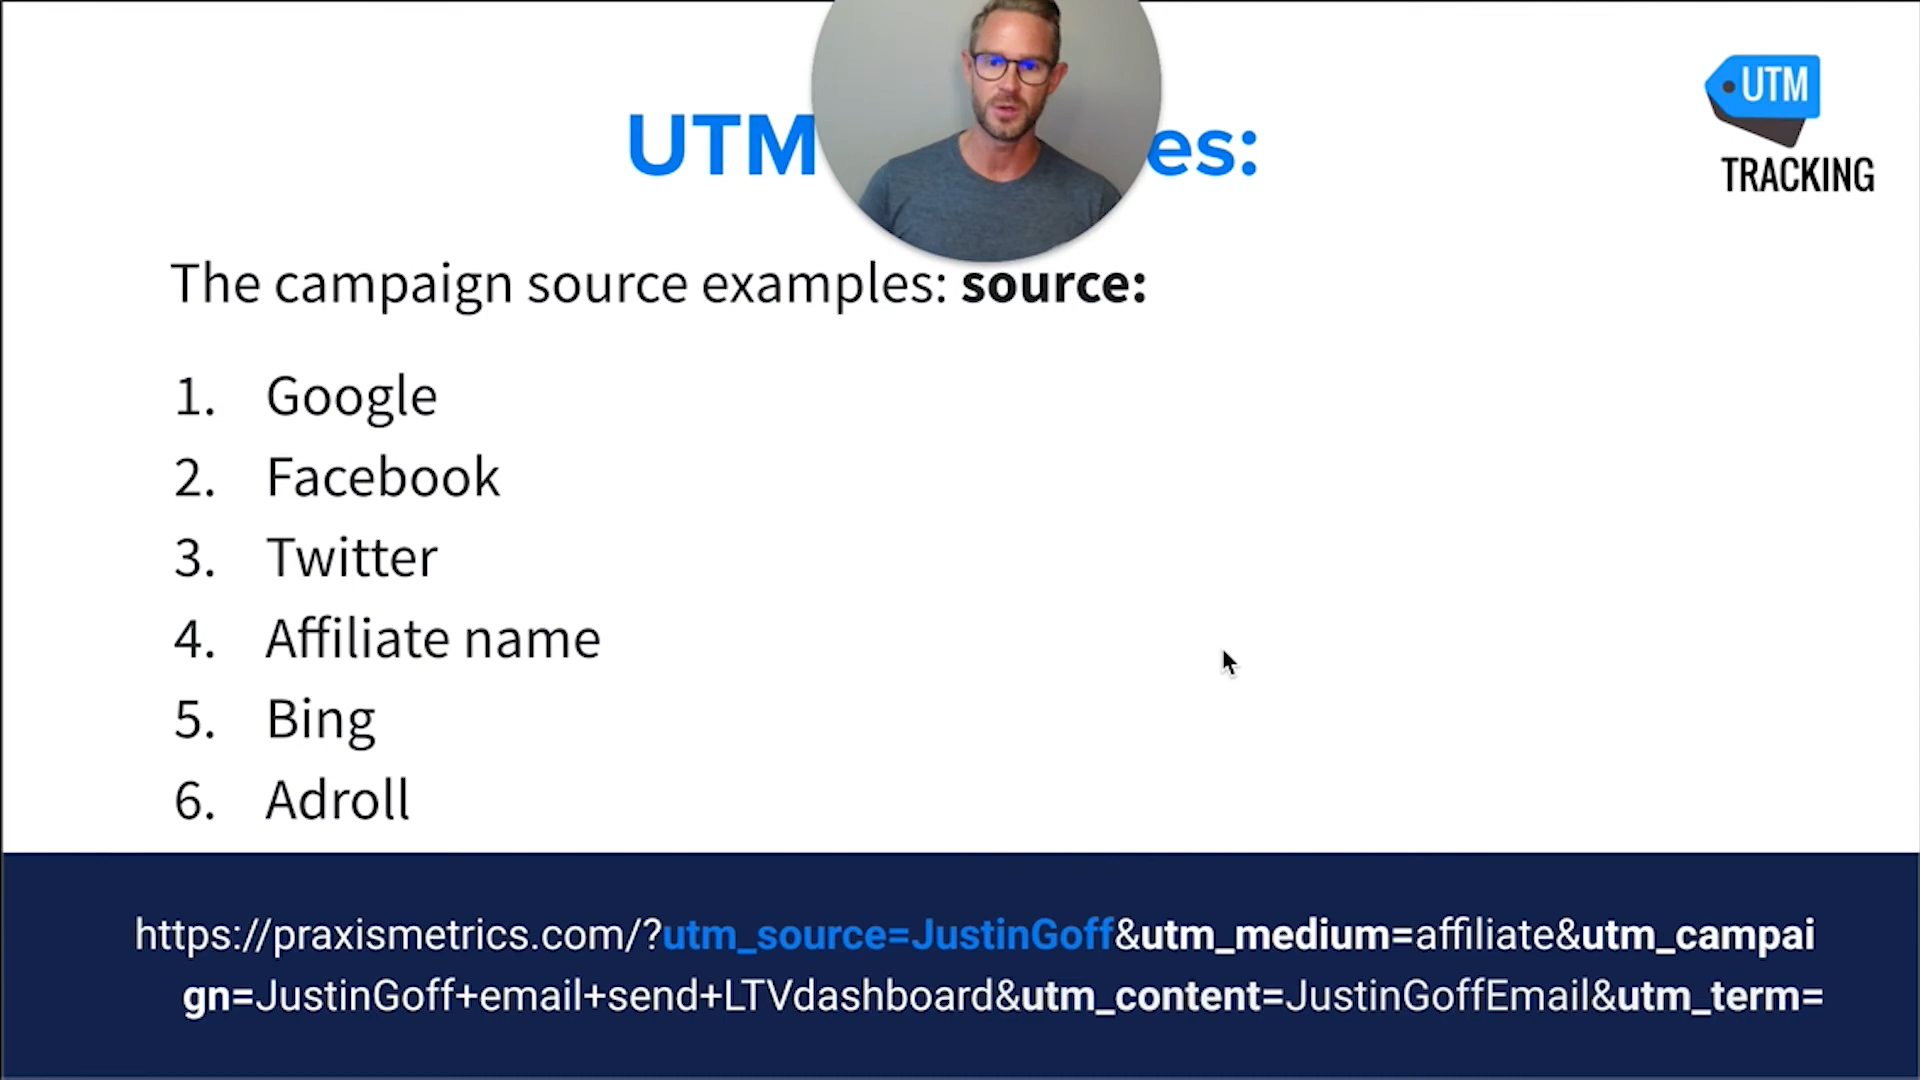 UTM es:
UTM
TRACKING
The campaign source examples: source:
1. Google
2. Facebook
3. Twitter
4. Affiliate name
5. Bing
6. Adroll
https://praxismetrics.com/?utm_source=JustinGoff&utm_medium=affiliate&utm_campai
gn=JustinGoff+email+send+LTVdashboard&utm_content=JustinGoffEmail&utm_term=